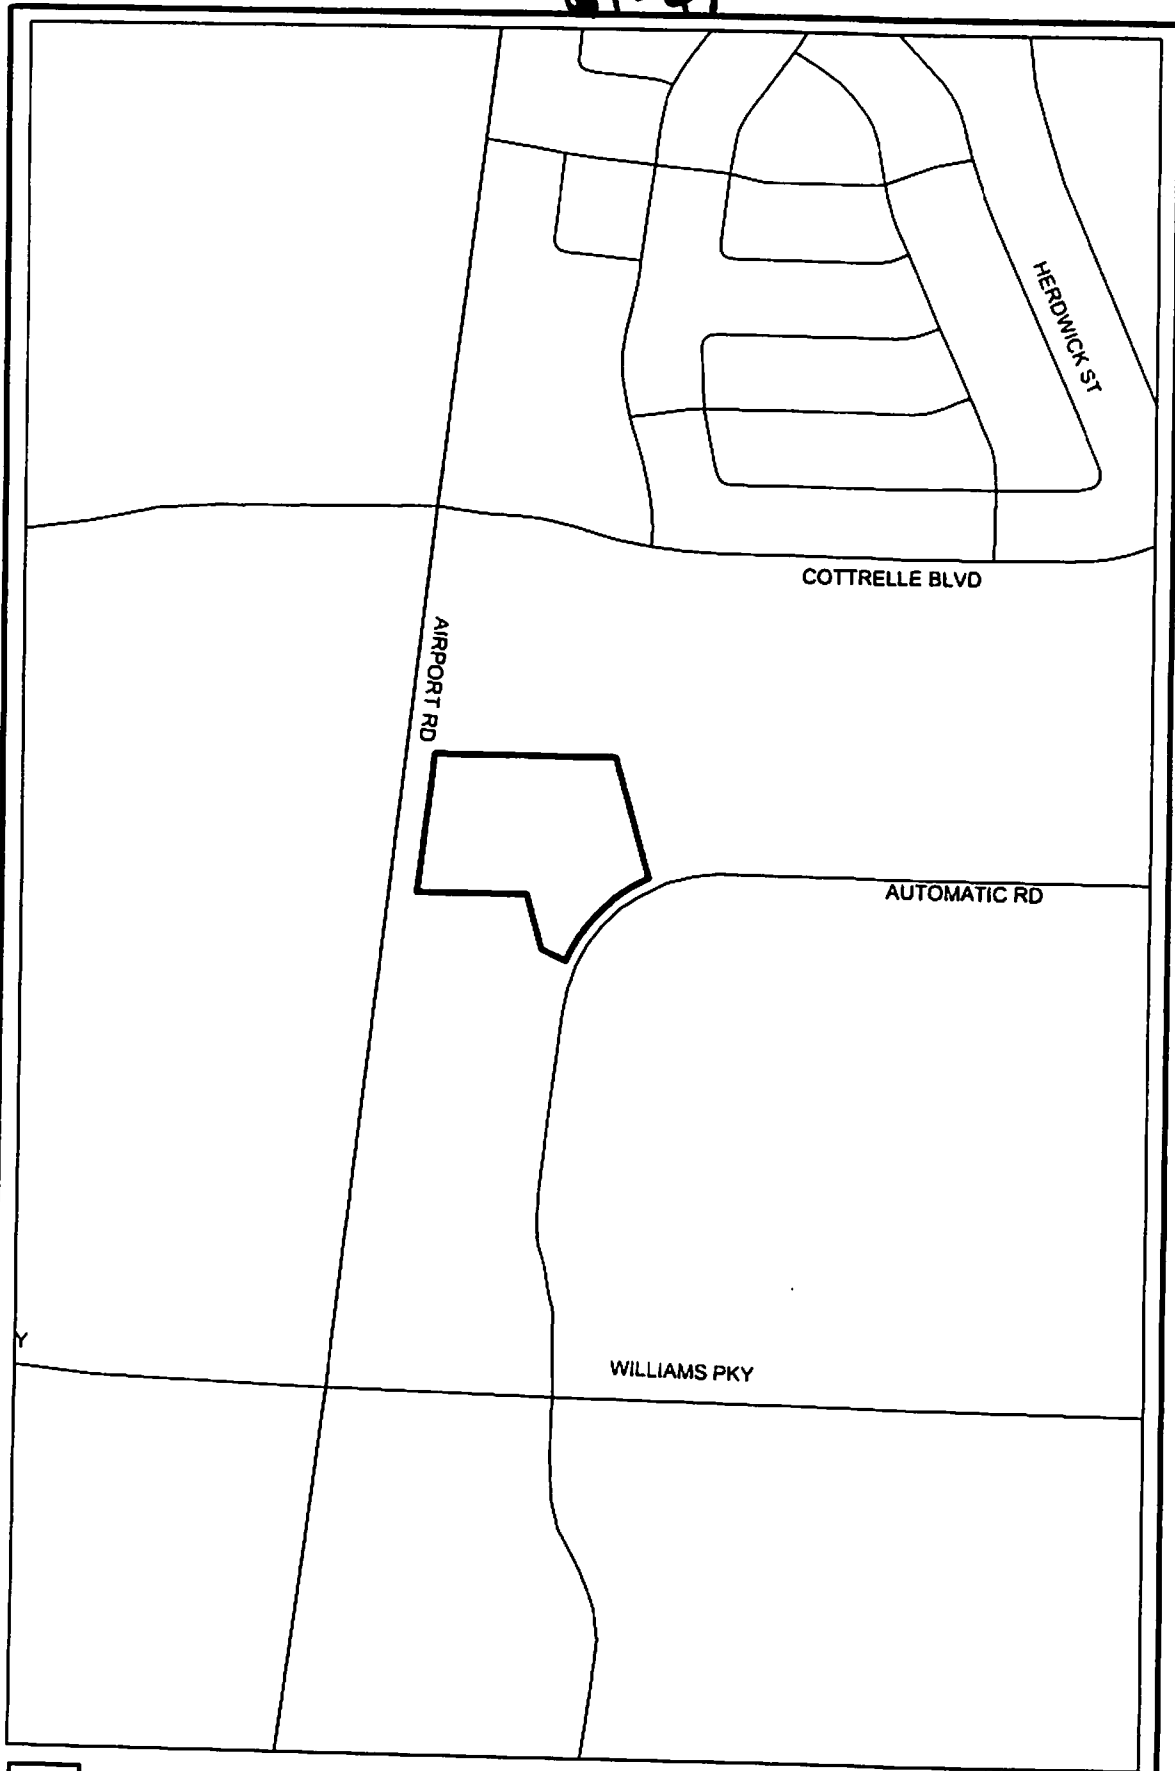 HERDWICK ST
COTTRELLE BLVD
AIRPORT RD
AUTOMATIC RD
Y
WILLIAMS PKY